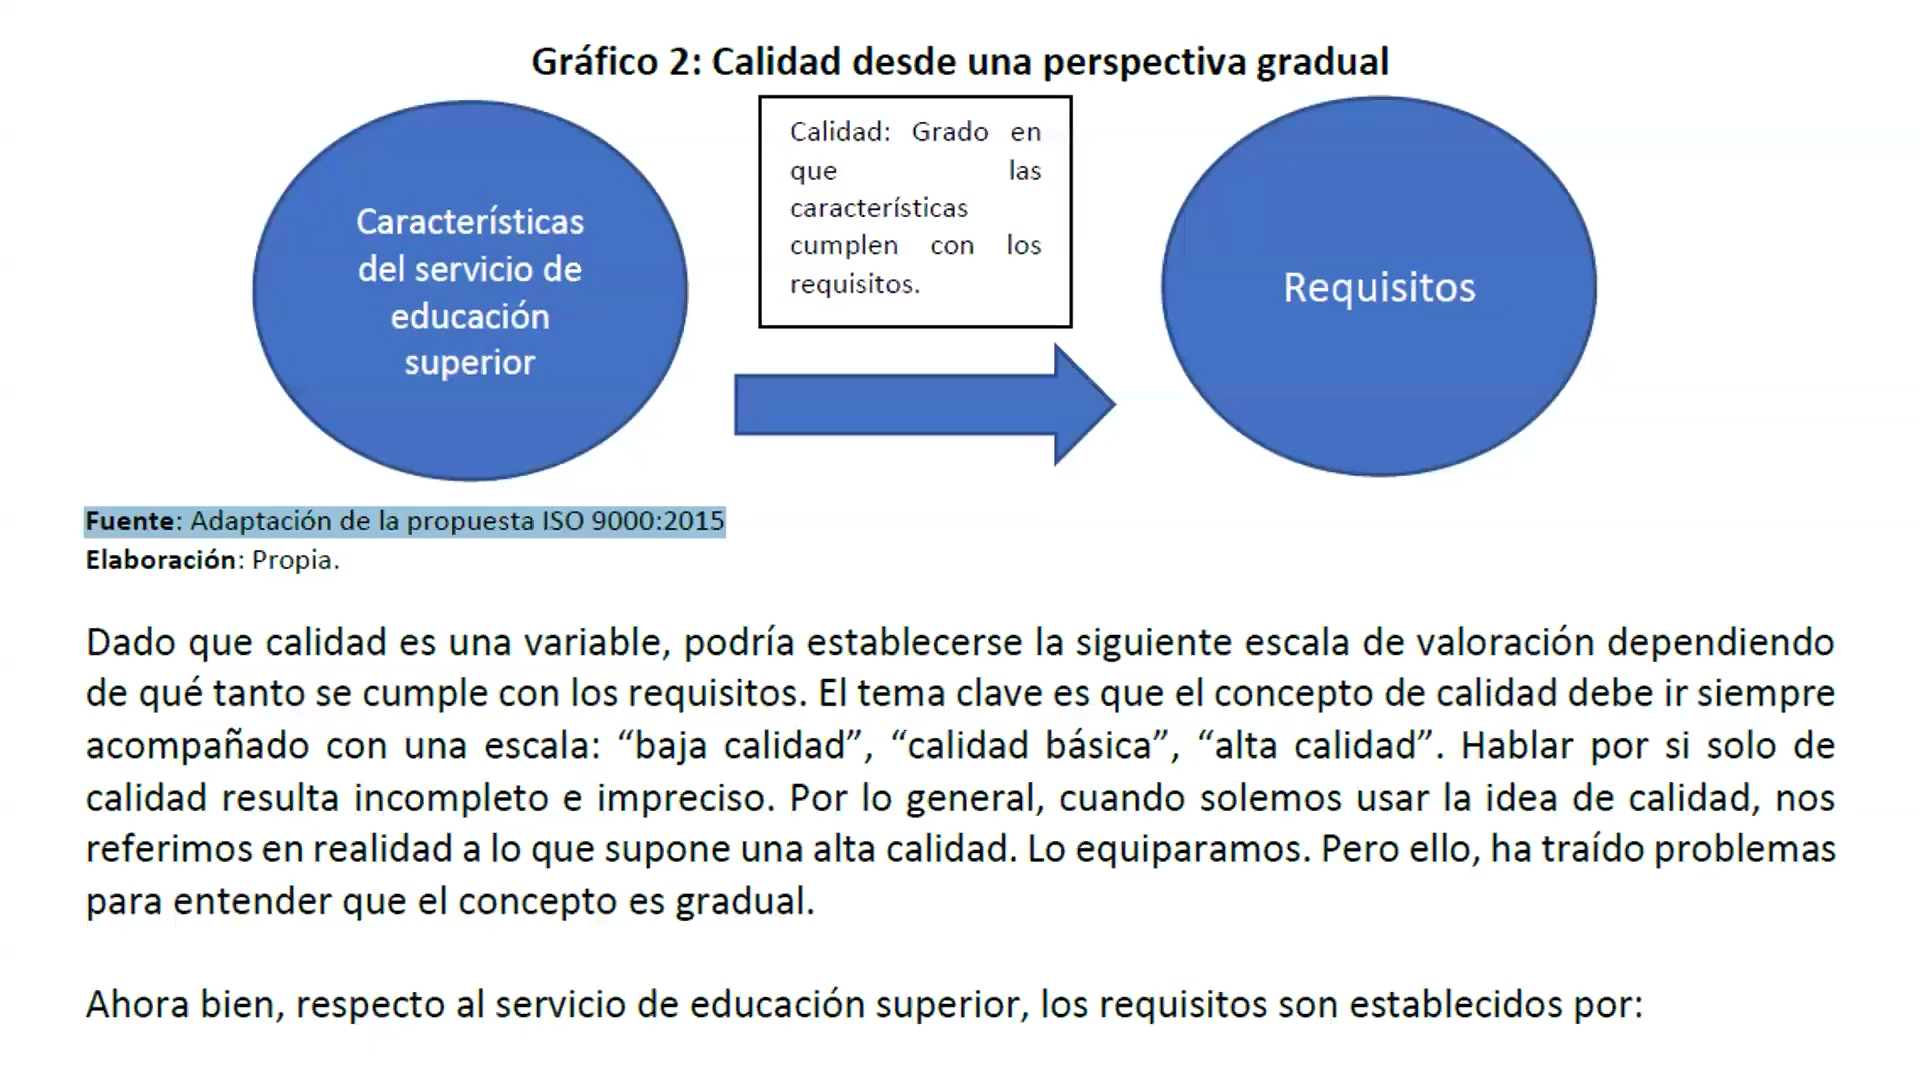 Gráfico 2: Calidad desde una perspectiva gradual
Características
del servicio de
educación
superior
Calidad: Grado en
que las
características
cumplen con los
requisitos.
Requisitos
Fuente: Adaptación de la propuesta ISO 9000:2015
Elaboración: Propia.
Dado que calidad es una variable, podría establecerse la siguiente escala de valoración dependiendo
de qué tanto se cumple con los requisitos. El tema clave es que el concepto de calidad debe ir siempre
acompañado con una escala: “baja calidad”, “calidad básica”, “alta calidad”. Hablar por si solo de
calidad resulta incompleto e impreciso. Por lo general, cuando solemos usar la idea de calidad, nos
referimos en realidad a lo que supone una alta calidad. Lo equiparamos. Pero ello, ha traído problemas
para entender que el concepto es gradual.
Ahora bien, respecto al servicio de educación superior, los requisitos son establecidos por: